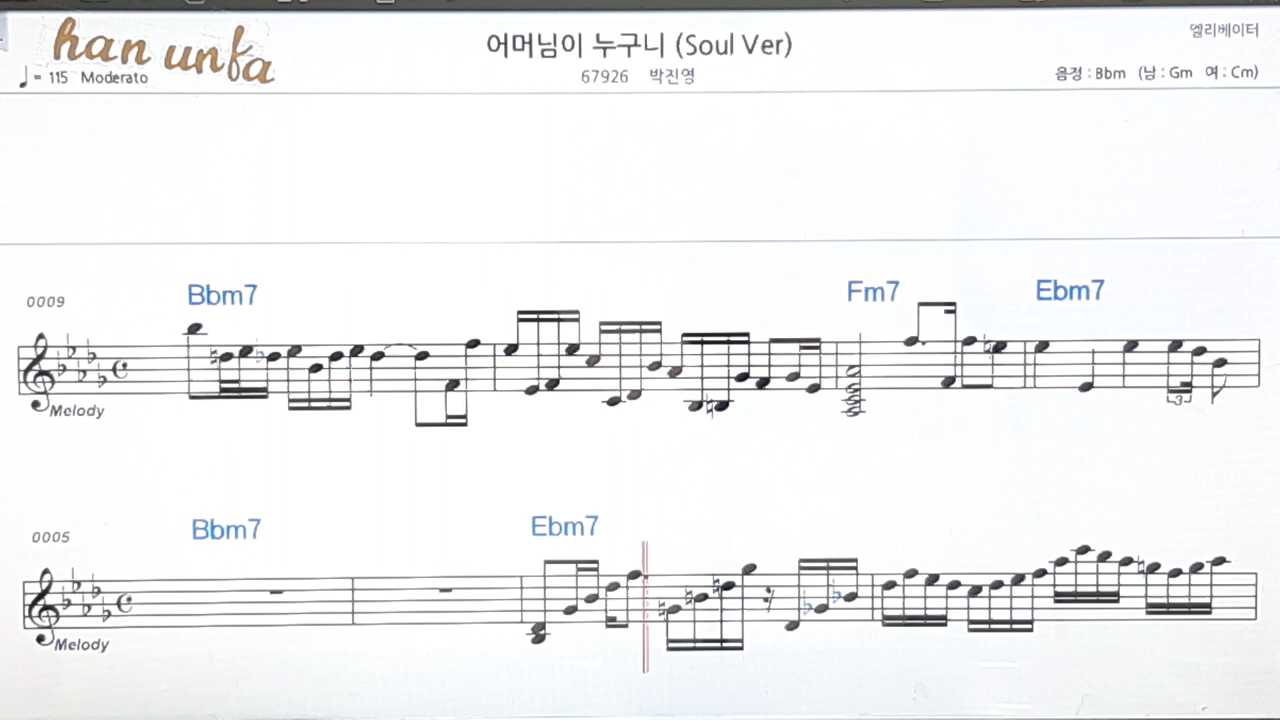 han unfa
어머님이 누구니 (Soul Ver)
엘리베이터
♩ = 115 Moderato
67926 박진영
음정 : Bbm (남 : Gm 여 : Cm)
0009
Bbm7
Fm7
Ebm7
Melody
3
0005
Bbm7
Ebm7
Melody